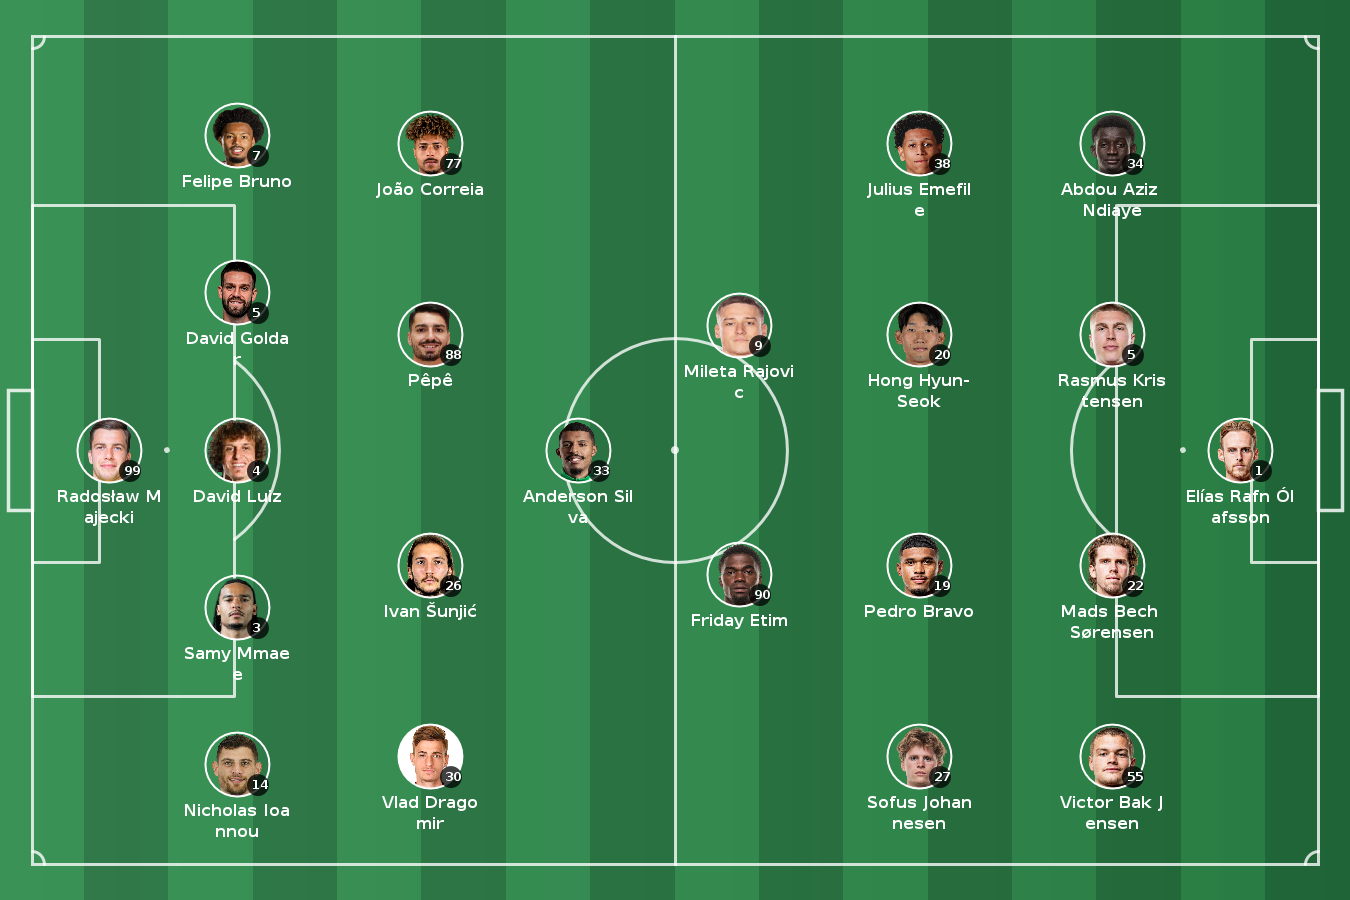 7
Felipe Bruno
77
João Correia
38
Julius Emefil
e
34
Abdou Aziz
Ndiaye
5
David Golda
r
88
Pêpê
9
Mileta Rajovi
c
20
Hong Hyun-
Seok
5
Rasmus Kris
tensen
99
Radosław M
ajecki
4
David Luiz
33
Anderson Sil
va
1
Elías Rafn Ól
afsson
3
Samy Mmae
e
26
Ivan Šunjić
90
Friday Etim
19
Pedro Bravo
22
Mads Bech
Sørensen
14
Nicholas Ioa
nnou
30
Vlad Drago
mir
27
Sofus Johan
nesen
55
Victor Bak J
ensen